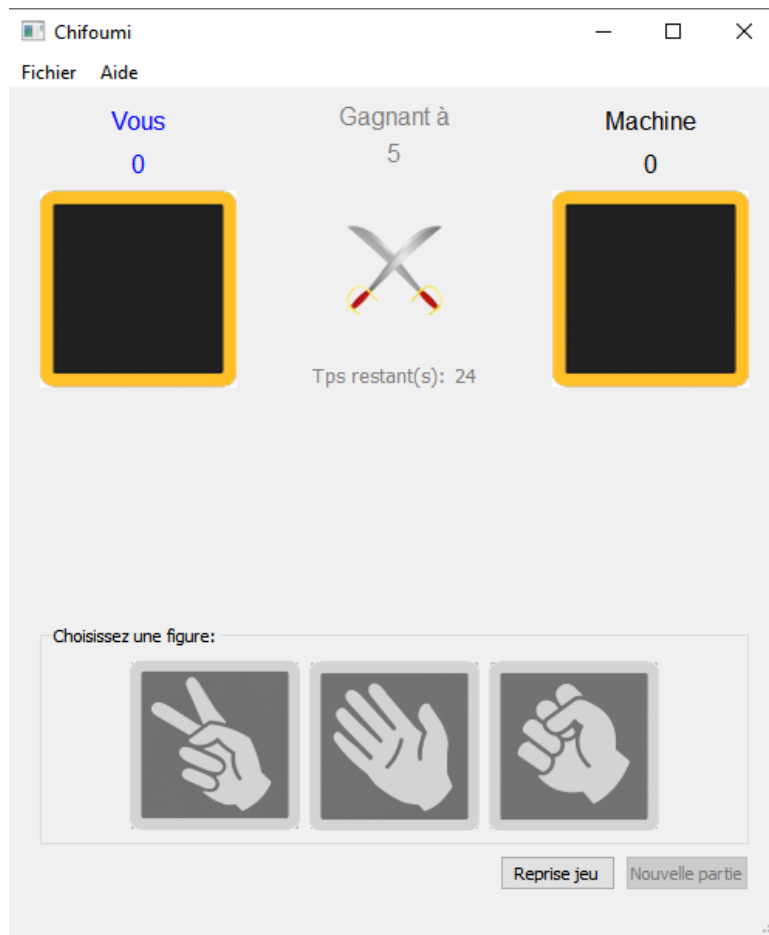 Chifoumi
Fichier Aide
Vous Gagnant à Machine
0 5 0
Tps restant(s): 24
Choisissez une figure:
Reprise jeu Nouvelle partie